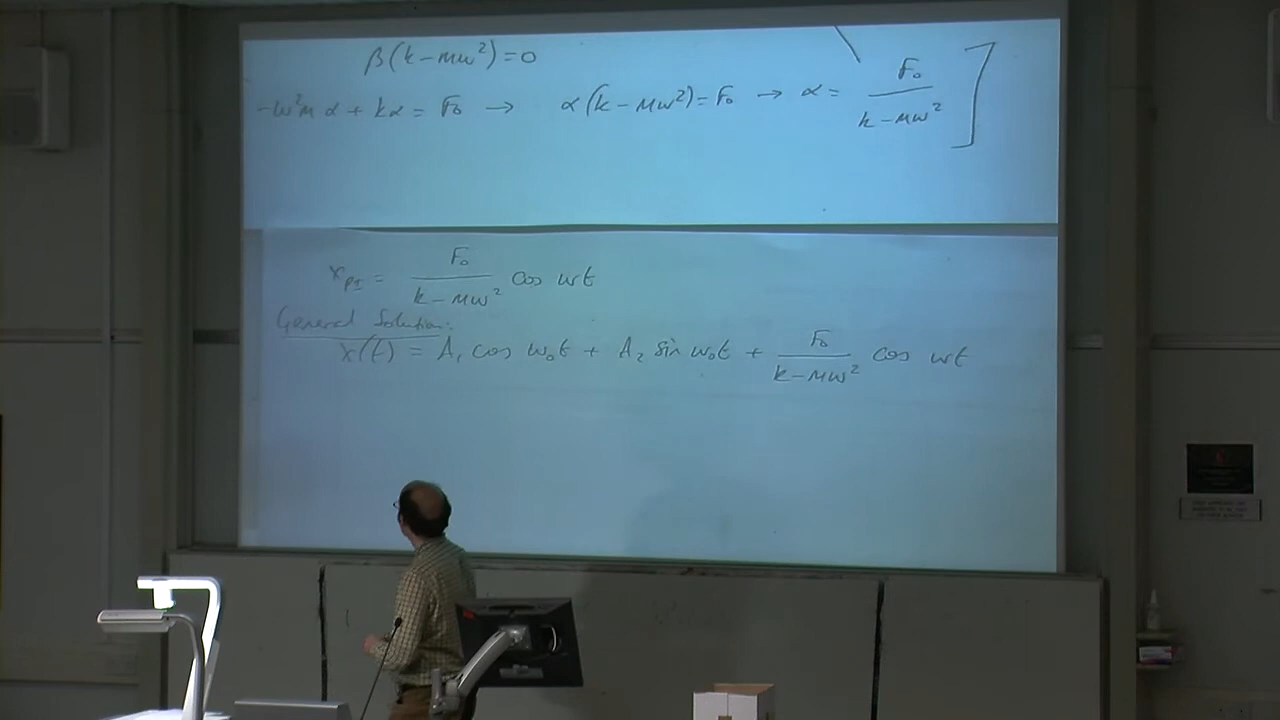 β(k-mω²)=0
-ω²m α + kα = F₀ → α(k-mω²)=F₀ → α = F₀/(k-mω²) ]
x_PI = F₀/(k-mω²) cos ωt
General Solution:
x(t) = A₁ cos ω₀t + A₂ sin ω₀t + F₀/(k-mω²) cos ωt